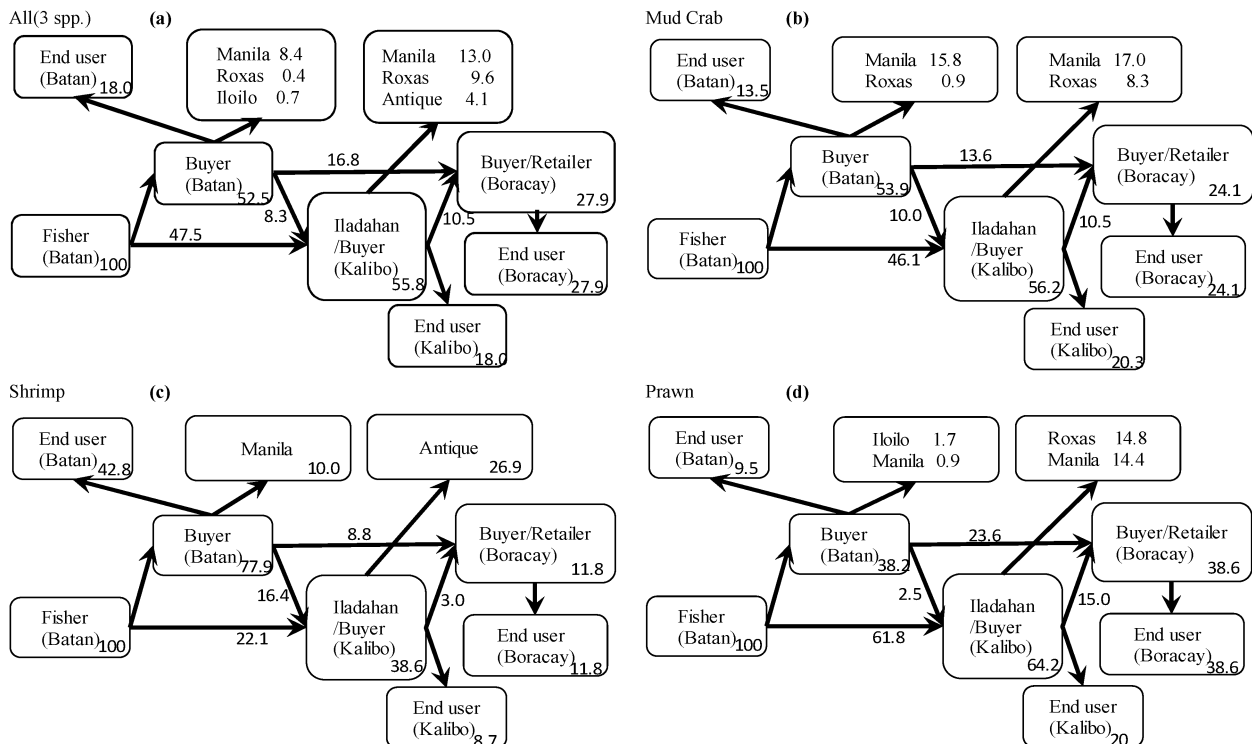 All(3 spp.)
(a)
End user
(Batan)
18.0
Manila 8.4
Roxas 0.4
Iloilo 0.7
Manila 13.0
Roxas 9.6
Antique 4.1
Buyer
(Batan)
52.5
16.8
Buyer/Retailer
(Boracay)
27.9
8.3
10.5
Fisher
(Batan)
100
47.5
Iladahan
/Buyer
(Kalibo)
55.8
End user
(Boracay)
27.9
End user
(Kalibo)
18.0
Mud Crab
(b)
End user
(Batan)
13.5
Manila 15.8
Roxas 0.9
Manila 17.0
Roxas 8.3
Buyer
(Batan)
53.9
13.6
Buyer/Retailer
(Boracay)
24.1
10.0
10.5
Fisher
(Batan)
100
46.1
Iladahan
/Buyer
(Kalibo)
56.2
End user
(Boracay)
24.1
End user
(Kalibo)
20.3
Shrimp
(c)
End user
(Batan)
42.8
Manila
10.0
Antique
26.9
Buyer
(Batan)
77.9
8.8
Buyer/Retailer
(Boracay)
11.8
16.4
3.0
Fisher
(Batan)
100
22.1
Iladahan
/Buyer
(Kalibo)
38.6
End user
(Boracay)
11.8
End user
(Kalibo)
8.7
Prawn
(d)
End user
(Batan)
9.5
Iloilo 1.7
Manila 0.9
Roxas 14.8
Manila 14.4
Buyer
(Batan)
38.2
23.6
Buyer/Retailer
(Boracay)
38.6
2.5
15.0
Fisher
(Batan)
100
61.8
Iladahan
/Buyer
(Kalibo)
64.2
End user
(Boracay)
38.6
End user
(Kalibo)
20